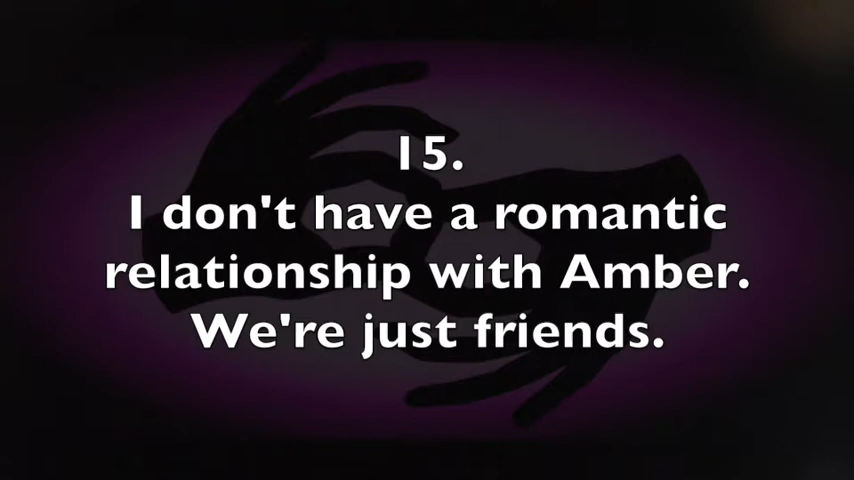 15.
I don't have a romantic
relationship with Amber.
We're just friends.